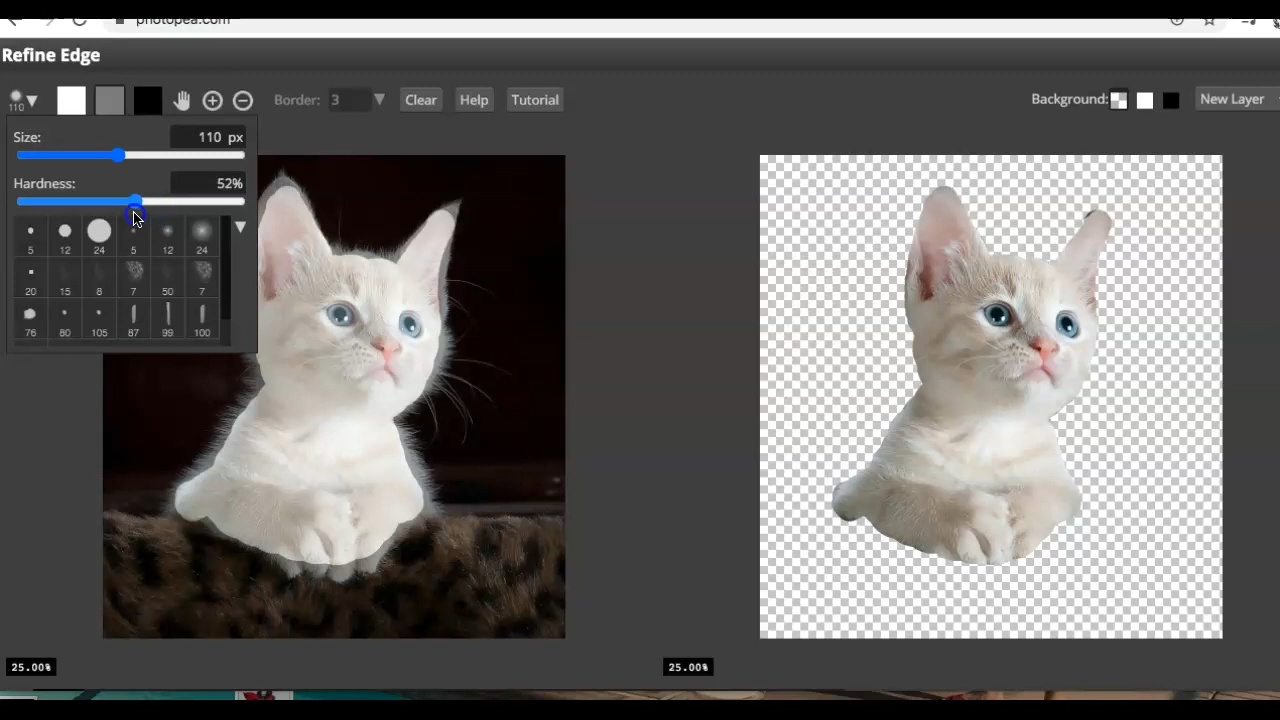 photopea.com
Refine Edge
110 Border: 3 Clear Help Tutorial Background: New Layer
Size: 110 px
Hardness: 52%
5 12 24 5 12 24
20 15 8 7 50 7
76 80 105 87 99 100
25.00% 25.00%